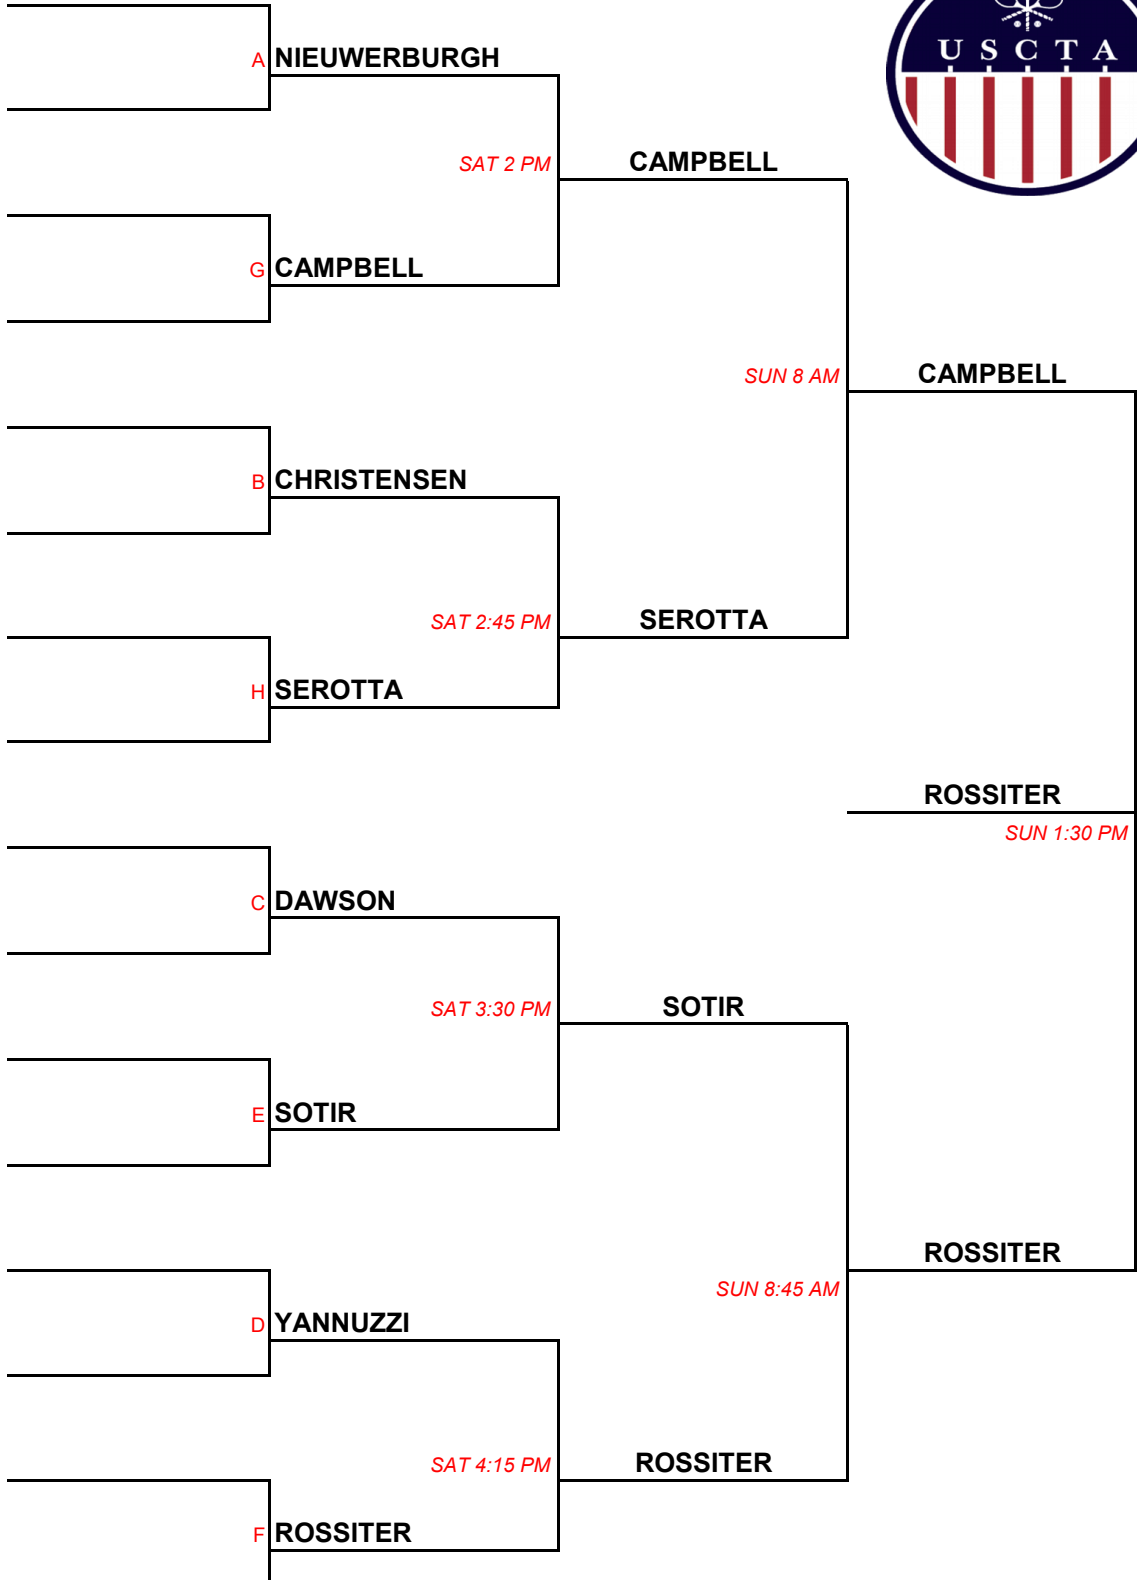 USCTA
A NIEUWERBURGH
SAT 2 PM
CAMPBELL
G CAMPBELL
SUN 8 AM
CAMPBELL
B CHRISTENSEN
SAT 2:45 PM
SEROTTA
H SEROTTA
ROSSITER
SUN 1:30 PM
C DAWSON
SAT 3:30 PM
SOTIR
E SOTIR
ROSSITER
SUN 8:45 AM
D YANNUZZI
SAT 4:15 PM
ROSSITER
F ROSSITER